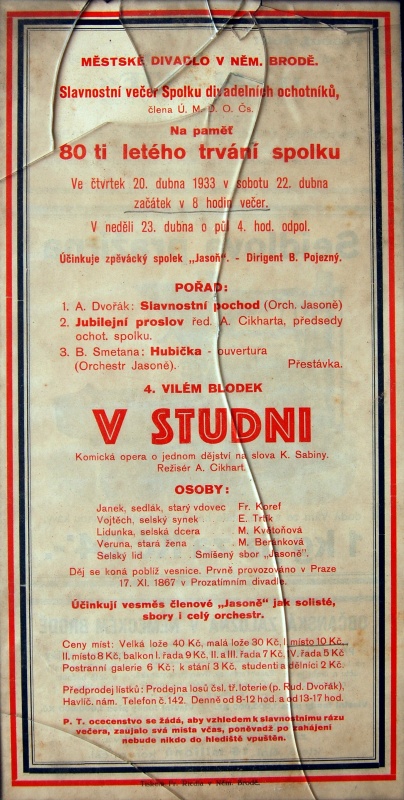 MĚSTSKÉ DIVADLO V NĚM. BRODĚ.
Slavnostní večer Spolku divadelních ochotníků,
člena Ú. M. D. O. Čs.
Na paměť
80 ti letého trvání spolku
Ve čtvrtek 20. dubna 1933 v sobotu 22. dubna
začátek v 8 hodin večer.
V neděli 23. dubna o půl 4. hod. odpol.
Účinkuje zpěvácký spolek „Jasoň". - Dirigent B. Pojezný.
POŘAD:
1. A. Dvořák: Slavnostní pochod (Orch. Jasoně)
2. Jubilejní proslov řed. A. Cikharta, předsedy
ochot. spolku.
3. B. Smetana: Hubička - ouvertura
(Orchestr Jasoně). Přestávka.
4. VILÉM BLODEK
V STUDNI
Komická opera o jednom dějství na slova K. Sabiny.
Režisér A. Cikhart.
OSOBY:
Janek, sedlák, starý vdovec Fr. Koref
Vojtěch, selský synek E. Trtík
Lidunka, selská dcera M. Květoňová
Veruna, stará žena M. Beránková
Selský lid Smíšený sbor „Jasoně".
Děj se koná poblíž vesnice. Prvně provozováno v Praze
17. XI. 1867 v Prozatímním divadle.
Účinkují vesměs členové „Jasoně" jak solisté,
sbory i celý orchestr.
Ceny míst: Velká lože 40 Kč, malá lože 30 Kč, I. místo 10 Kč,
II. místo 8 Kč, balkon I. řada 9 Kč, II. a III. řada 7 Kč, IV. řada 5 Kč
Postranní galerie 6 Kč; k stání 3 Kč, studenti a dělníci 2 Kč.
Předprodej lístků: Prodejna losů čsl. tř. loterie (p. Rud. Dvořák),
Havlíč. nám. Telefon č. 142. Denně od 8-12 hod. a od 13-17 hod.
P. T. ocecenstvo se žádá, aby vzhledem k slavnostnímu rázu
večera, zaujalo svá místa včas, poněvadž po zahájení
nebude nikdo do hlediště vpuštěn.
Fr. Riedla v Něm. Brodě.